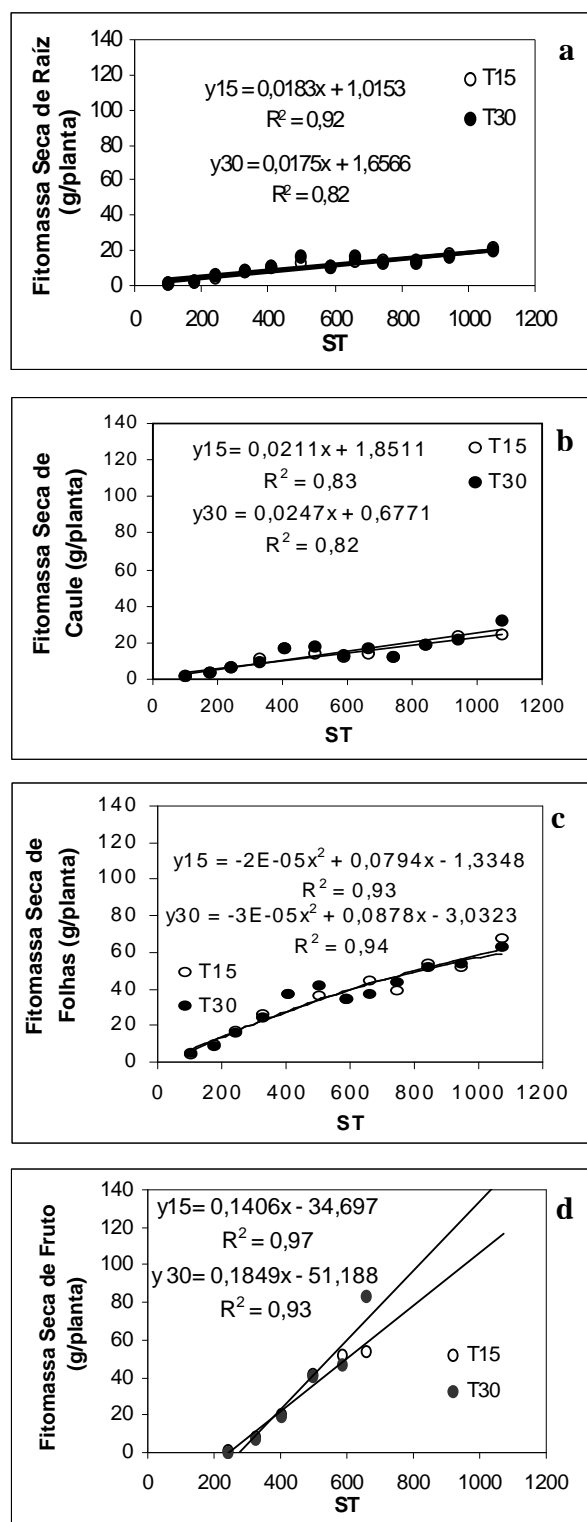 a
y15 = 0,0183x + 1,0153
R² = 0,92
y30 = 0,0175x + 1,6566
R² = 0,82
T15
T30
Fitomassa Seca de Raíz
(g/planta)
140
120
100
80
60
40
20
0
0 200 400 600 800 1000 1200
ST
b
y15= 0,0211x + 1,8511
R² = 0,83
y30 = 0,0247x + 0,6771
R² = 0,82
T15
T30
Fitomassa Seca de
Caule (g/planta)
140
120
100
80
60
40
20
0
0 200 400 600 800 1000 1200
ST
c
y15 = -2E-05x² + 0,0794x - 1,3348
R² = 0,93
y30 = -3E-05x² + 0,0878x - 3,0323
R² = 0,94
T15
T30
Fitomassa Seca de
Folhas (g/planta)
140
120
100
80
60
40
20
0
0 200 400 600 800 1000 1200
ST
d
y15= 0,1406x - 34,697
R² = 0,97
y30= 0,1849x - 51,188
R² = 0,93
T15
T30
Fitomassa Seca de Fruto
(g/planta)
140
120
100
80
60
40
20
0
0 200 400 600 800 1000 1200
ST